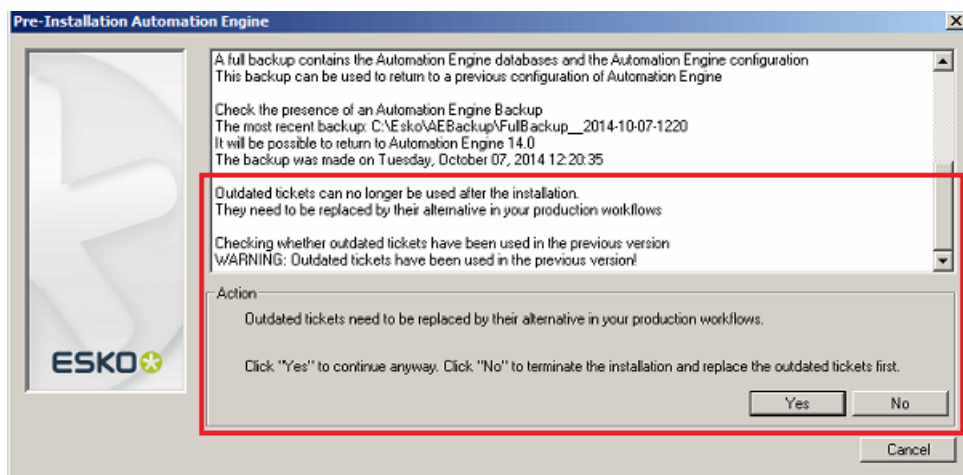 Pre-Installation Automation Engine
A full backup contains the Automation Engine databases and the Automation Engine configuration
This backup can be used to return to a previous configuration of Automation Engine
Check the presence of an Automation Engine Backup
The most recent backup: C:\Esko\AEBackup\FullBackup__2014-10-07-1220
It will be possible to return to Automation Engine 14.0
The backup was made on Tuesday, October 07, 2014 12:20:35
Outdated tickets can no longer be used after the installation.
They need to be replaced by their alternative in your production workflows
Checking whether outdated tickets have been used in the previous version
WARNING: Outdated tickets have been used in the previous version!
Action
Outdated tickets need to be replaced by their alternative in your production workflows.
Click "Yes" to continue anyway. Click "No" to terminate the installation and replace the outdated tickets first.
ESKO
Yes No
Cancel